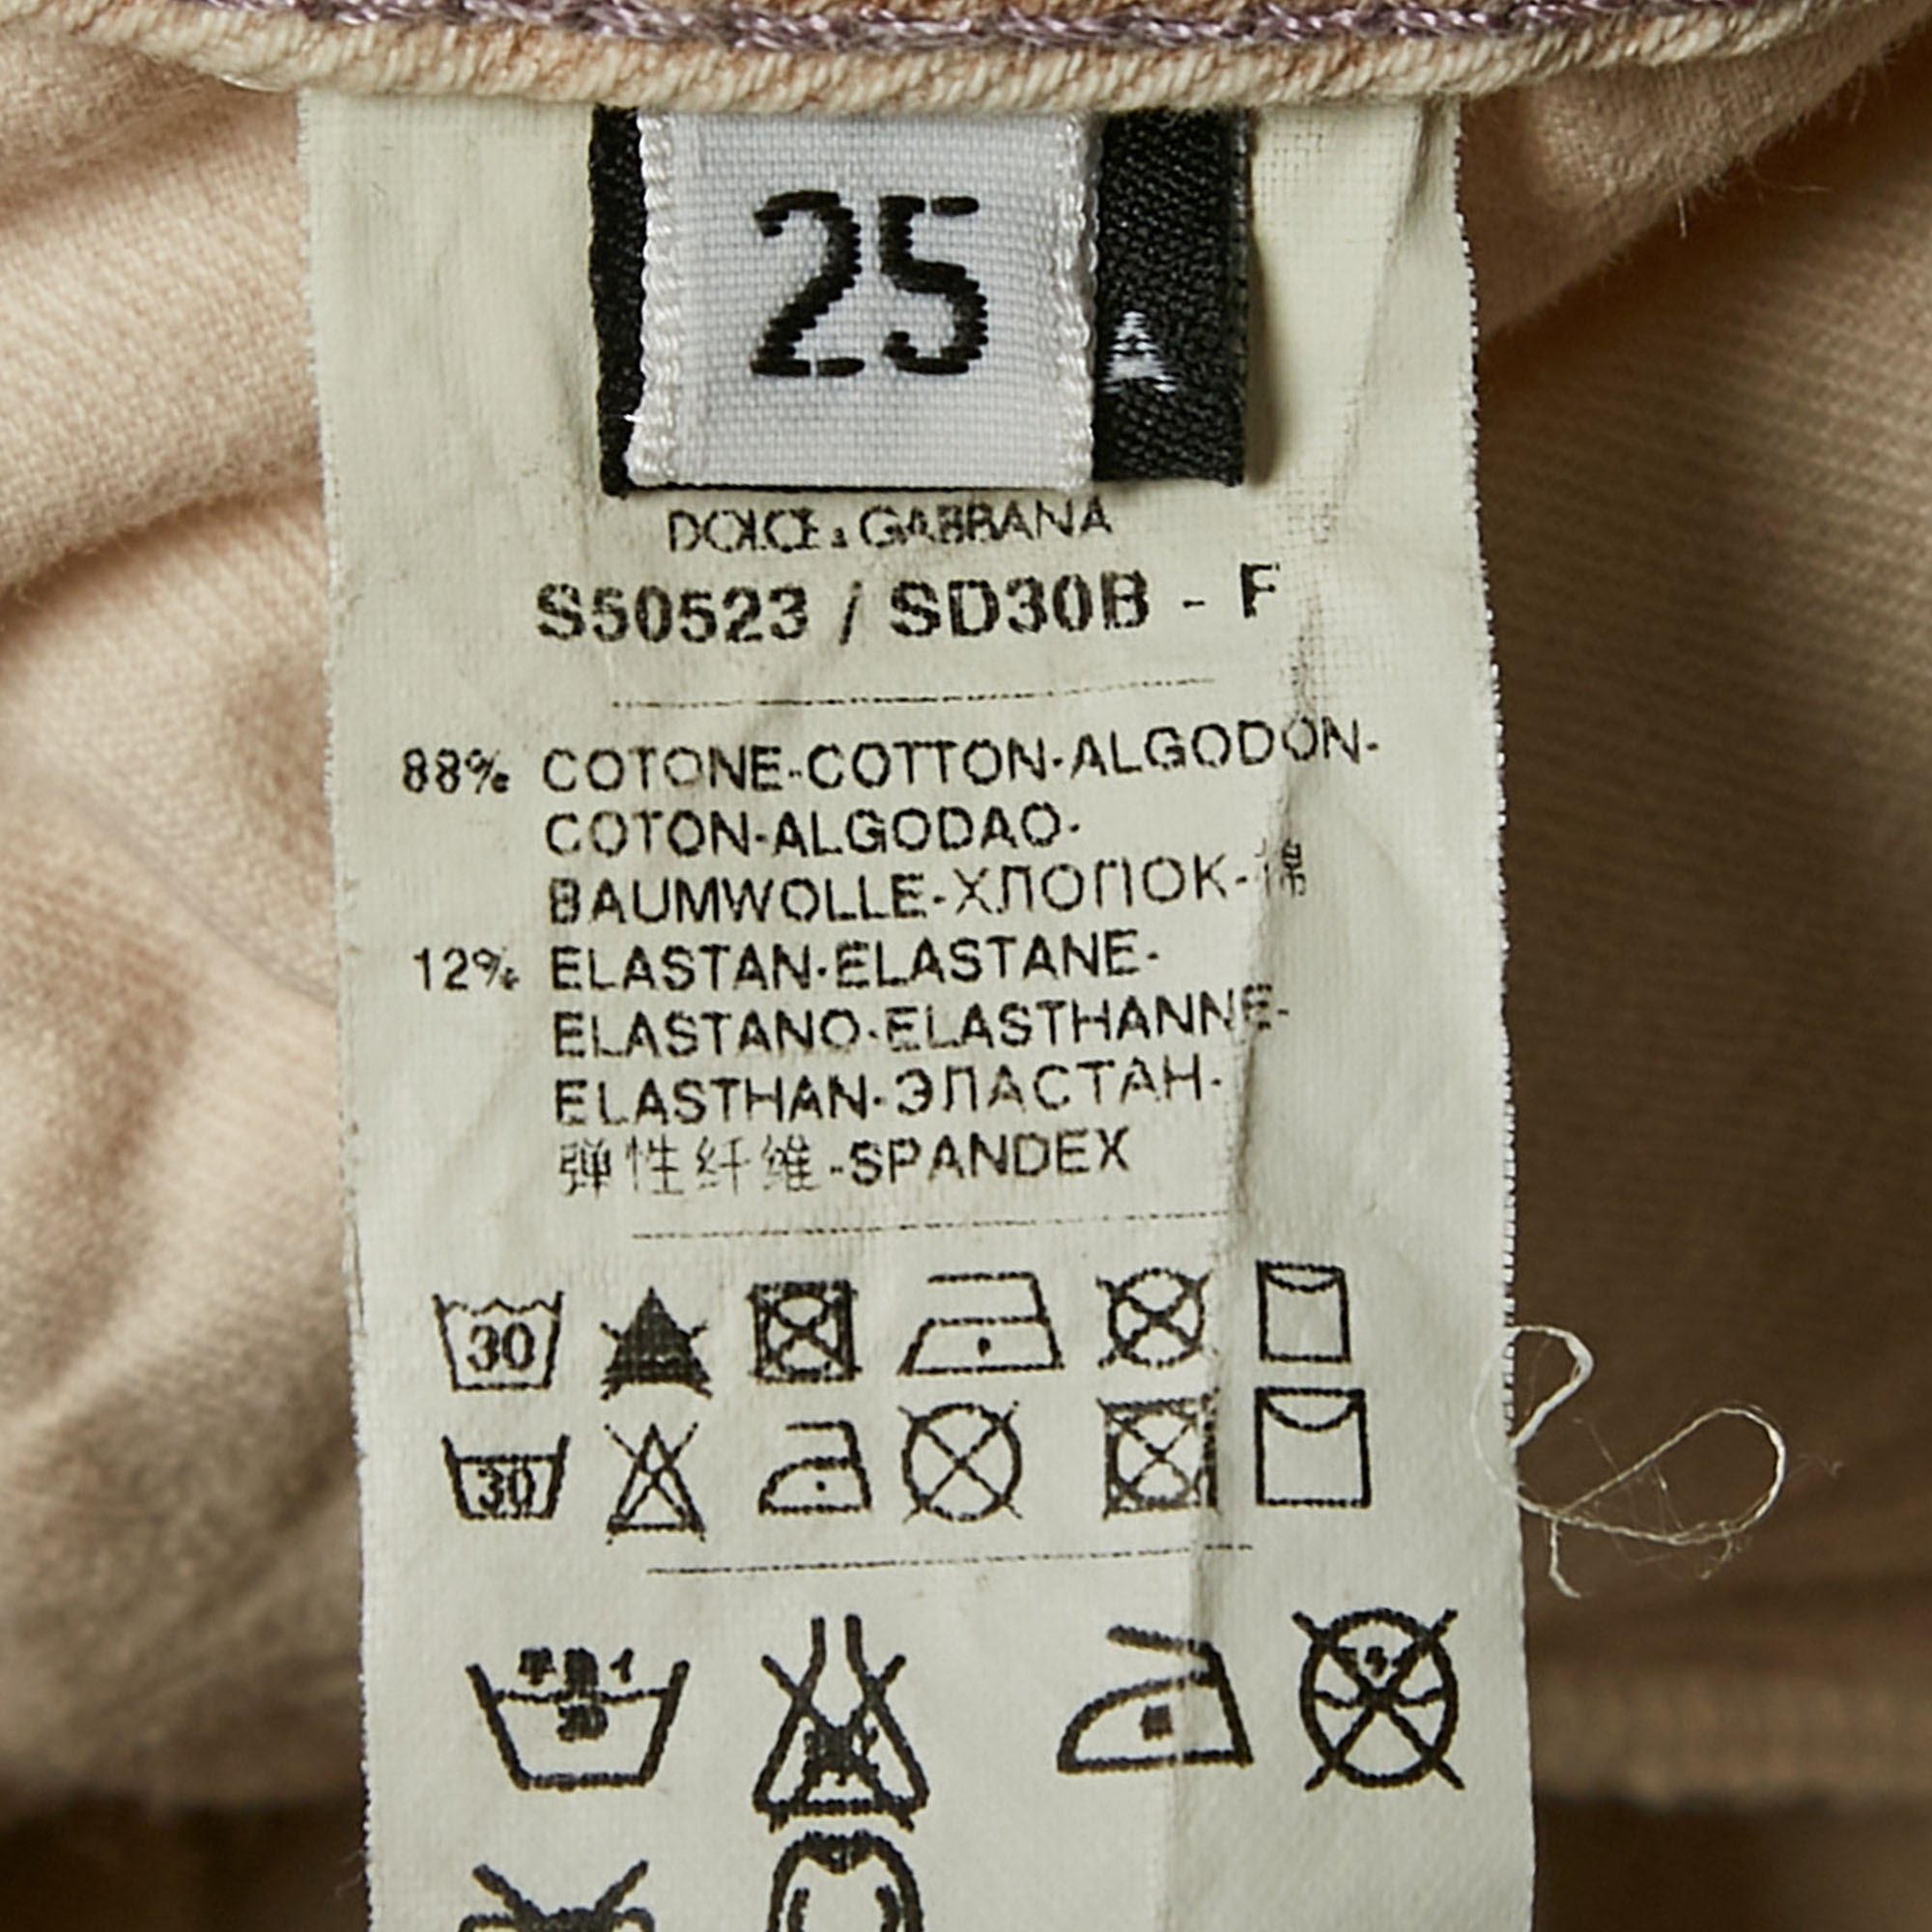 25
A
DOLCE & GABBANA
S50523 / SD30B - F
88% COTONE-COTTON-ALGODON-
COTON-ALGODAO-
BAUMWOLLE-ХЛОПОК-棉
12% ELASTAN-ELASTANE-
ELASTANO-ELASTHANNE-
ELASTHAN-ЭЛАСТАН-
弹性纤维-SPANDEX
30
30